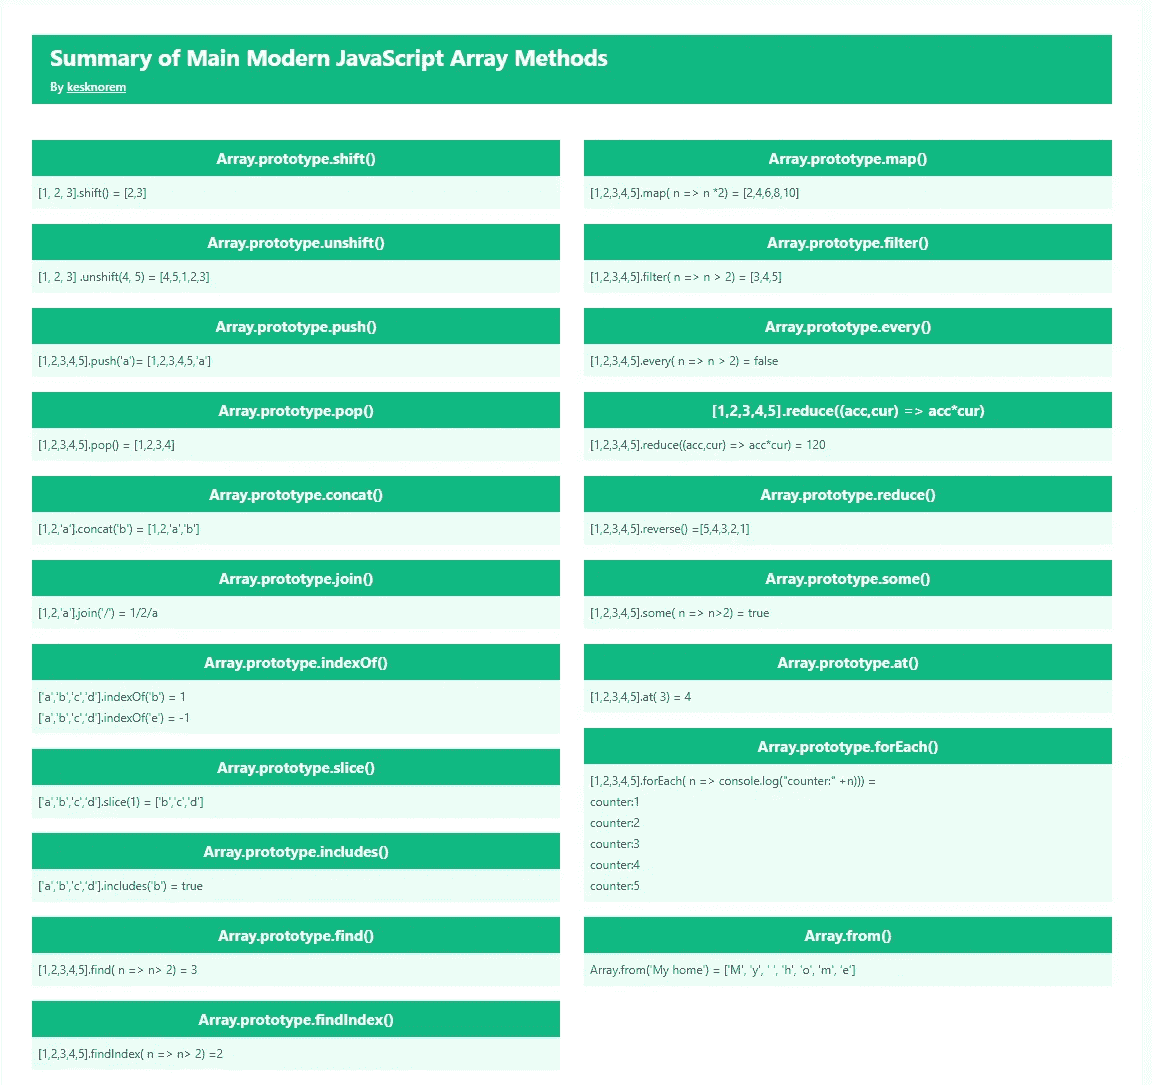 Summary of Main Modern JavaScript Array Methods
By kesknorem
Array.prototype.shift()
[1, 2, 3].shift() = [2,3]
Array.prototype.unshift()
[1, 2, 3] .unshift(4, 5) = [4,5,1,2,3]
Array.prototype.push()
[1,2,3,4,5].push('a')= [1,2,3,4,5,'a']
Array.prototype.pop()
[1,2,3,4,5].pop() = [1,2,3,4]
Array.prototype.concat()
[1,2,'a'].concat('b') = [1,2,'a','b']
Array.prototype.join()
[1,2,'a'].join('/') = 1/2/a
Array.prototype.indexOf()
['a','b','c','d'].indexOf('b') = 1
['a','b','c','d'].indexOf('e') = -1
Array.prototype.slice()
['a','b','c','d'].slice(1) = ['b','c','d']
Array.prototype.includes()
['a','b','c','d'].includes('b') = true
Array.prototype.find()
[1,2,3,4,5].find( n => n> 2) = 3
Array.prototype.findIndex()
[1,2,3,4,5].findIndex( n => n> 2) =2
Array.prototype.map()
[1,2,3,4,5].map( n => n *2) = [2,4,6,8,10]
Array.prototype.filter()
[1,2,3,4,5].filter( n => n > 2) = [3,4,5]
Array.prototype.every()
[1,2,3,4,5].every( n => n > 2) = false
[1,2,3,4,5].reduce((acc,cur) => acc*cur)
[1,2,3,4,5].reduce((acc,cur) => acc*cur) = 120
Array.prototype.reduce()
[1,2,3,4,5].reverse() =[5,4,3,2,1]
Array.prototype.some()
[1,2,3,4,5].some( n => n>2) = true
Array.prototype.at()
[1,2,3,4,5].at( 3) = 4
Array.prototype.forEach()
[1,2,3,4,5].forEach( n => console.log("counter:" +n))) =
counter:1
counter:2
counter:3
counter:4
counter:5
Array.from()
Array.from('My home') = ['M', 'y', ' ', 'h', 'o', 'm', 'e']